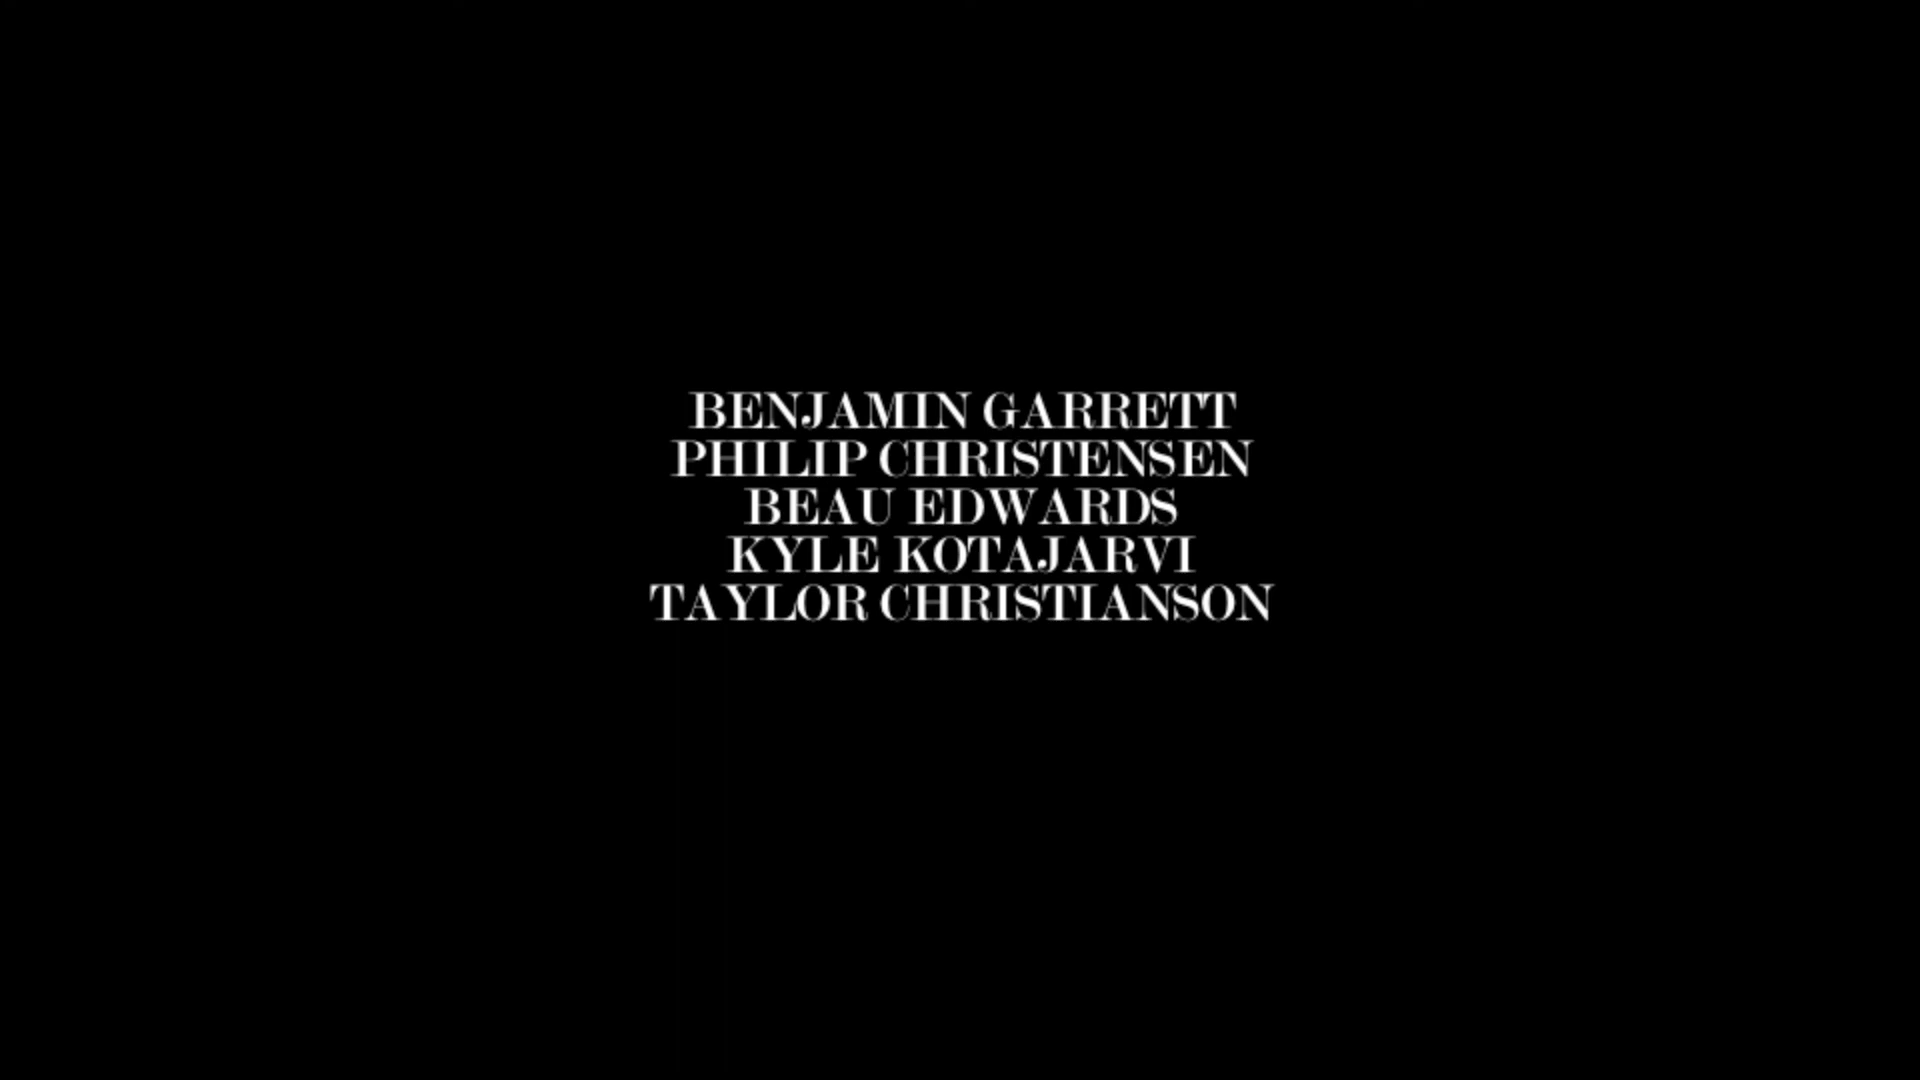 BENJAMIN GARRETT
PHILIP CHRISTENSEN
BEAU EDWARDS
KYLE KOTAJARVI
TAYLOR CHRISTIANSON